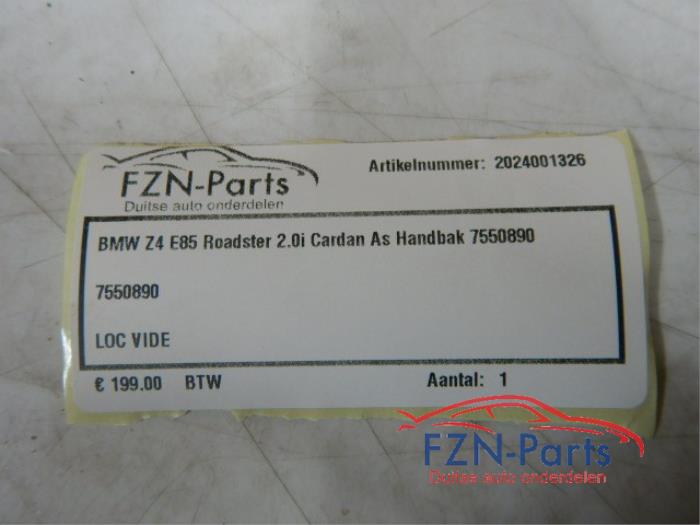 FZN-Parts
Duitse auto onderdelen
Artikelnummer: 2024001326
BMW Z4 E85 Roadster 2.0i Cardan As Handbak 7550890
7550890
LOC VIDE
€ 199.00 BTW
Aantal: 1
FZN-Parts
Duitse auto onderdelen